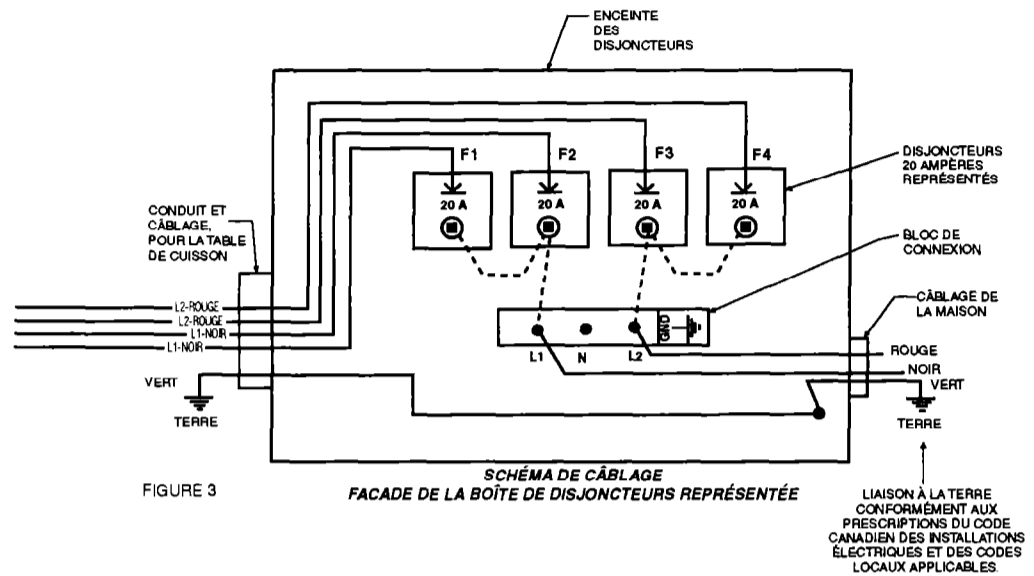 ENCEINTE
DES
DISJONCTEURS
F1
F2
F3
F4
20 A
20 A
20 A
20 A
DISJONCTEURS
20 AMPÈRES
REPRÉSENTÉS
CONDUIT ET
CÂBLAGE,
POUR LA TABLE
DE CUISSON
BLOC DE
CONNEXION
CÂBLAGE DE
LA MAISON
L2-ROUGE
L2-ROUGE
L1-NOIR
L1-NOIR
GND
L1
N
L2
ROUGE
NOIR
VERT
VERT
TERRE
TERRE
SCHÉMA DE CÂBLAGE
FACADE DE LA BOÎTE DE DISJONCTEURS REPRÉSENTÉE
FIGURE 3
LIAISON À LA TERRE
CONFORMÉMENT AUX
PRESCRIPTIONS DU CODE
CANADIEN DES INSTALLATIONS
ÉLECTRIQUES ET DES CODES
LOCAUX APPLICABLES.